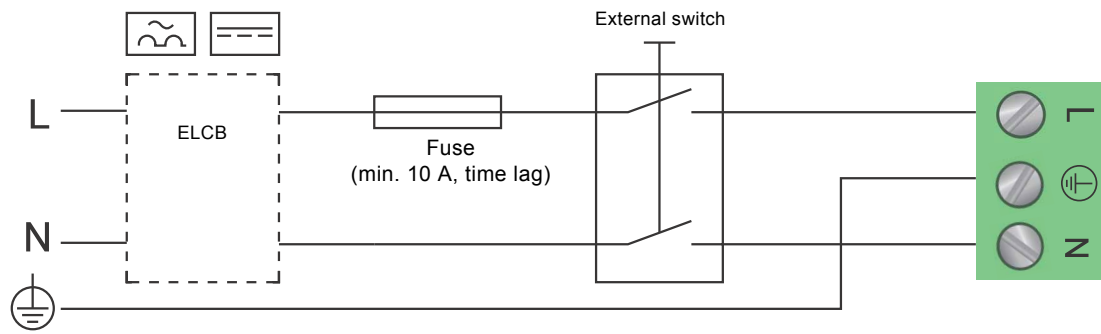 External switch
L
ELCB
Fuse
(min. 10 A, time lag)
L
N
N